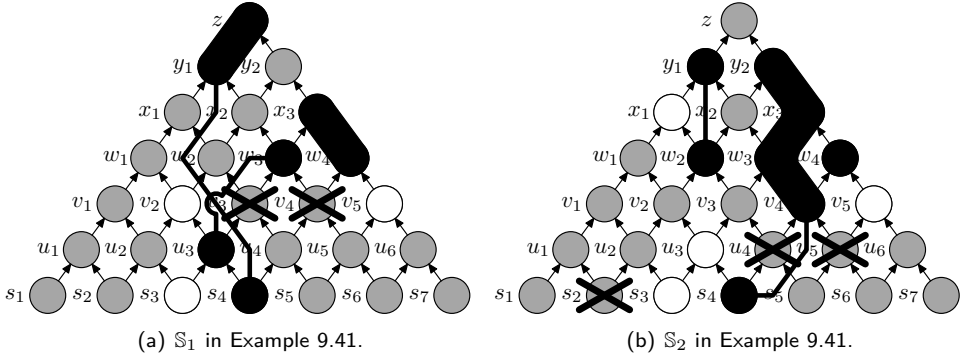 z
y₁ y₂
x₁ x₂ x₃
w₁ w₂ w₃ w₄
v₁ v₂ v₃ v₄ v₅
u₁ u₂ u₃ u₄ u₅ u₆
s₁ s₂ s₃ s₄ s₅ s₆ s₇
(a) 𝕊₁ in Example 9.41.
z
y₁ y₂
x₁ x₂ x₃
w₁ w₂ w₃ w₄
v₁ v₂ v₃ v₄ v₅
u₁ u₂ u₃ u₄ u₅ u₆
s₁ s₂ s₃ s₄ s₅ s₆ s₇
(b) 𝕊₂ in Example 9.41.